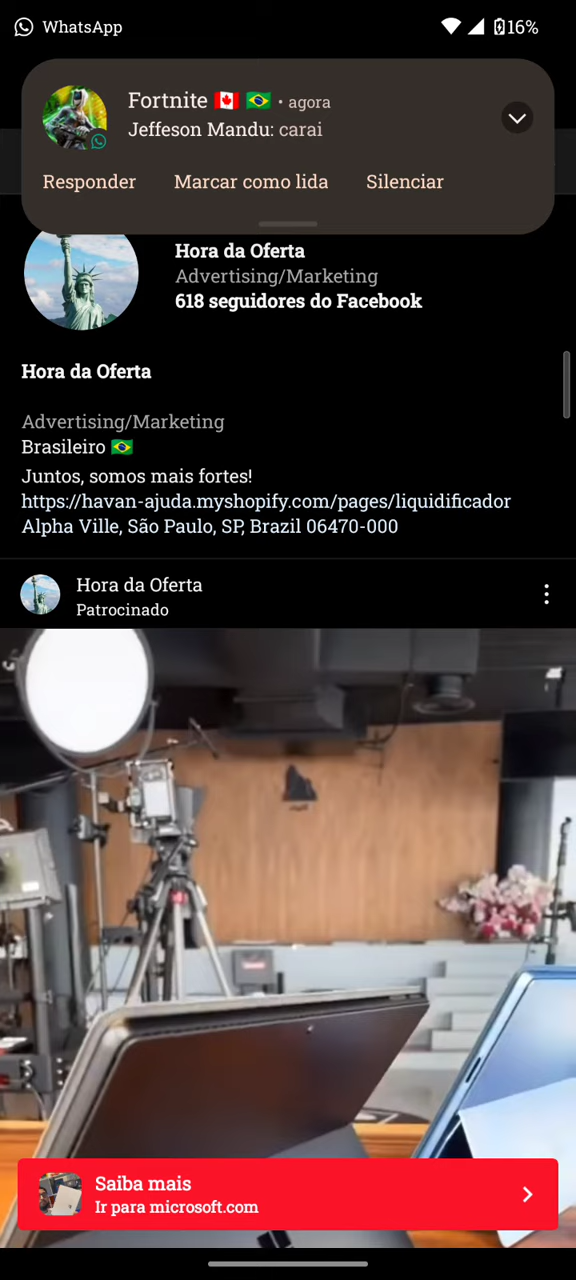 WhatsApp
16%
Fortnite 🇨🇦 🇧🇷 • agora
Jeffeson Mandu: carai
Responder Marcar como lida Silenciar
Hora da Oferta
Advertising/Marketing
618 seguidores do Facebook
Hora da Oferta
Advertising/Marketing
Brasileiro 🇧🇷
Juntos, somos mais fortes!
https://havan-ajuda.myshopify.com/pages/liquidificador
Alpha Ville, São Paulo, SP, Brazil 06470-000
Hora da Oferta
Patrocinado
Saiba mais
Ir para microsoft.com